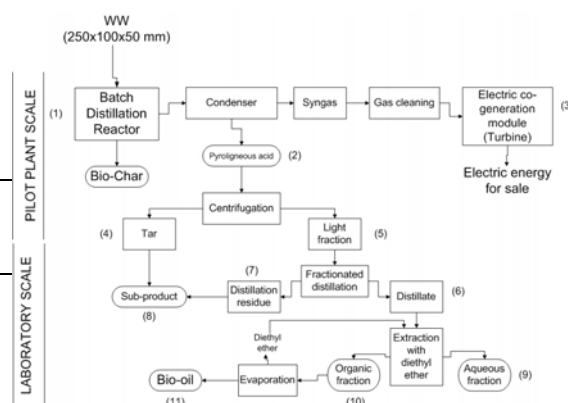 WW
(250x100x50 mm)
PILOT PLANT SCALE
(1)
Batch
Distillation
Reactor
Condenser
Syngas
Gas cleaning
Electric co-
generation
module
(Turbine)
(3)
Bio-Char
Pyroligneous acid
(2)
Electric energy
for sale
Centrifugation
(4)
Tar
Light
fraction
(5)
LABORATORY SCALE
(7)
Distillation
residue
Fractionated
distillation
Distillate
(6)
Sub-product
(8)
Diethyl
ether
Extraction
with
diethyl
ether
Bio-oil
(11)
Evaporation
Organic
fraction
(10)
Aqueous
fraction
(9)